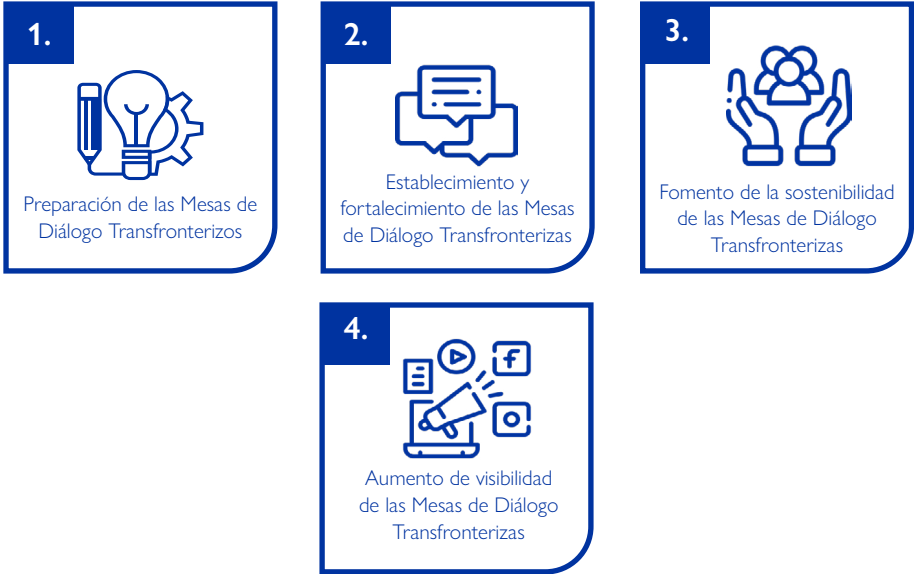 1.
Preparación de las Mesas de
Diálogo Transfronterizos
2.
Establecimiento y
fortalecimiento de las Mesas
de Diálogo Transfronterizas
3.
Fomento de la sostenibilidad
de las Mesas de Diálogo
Transfronterizas
4.
Aumento de visibilidad
de las Mesas de Diálogo
Transfronterizas